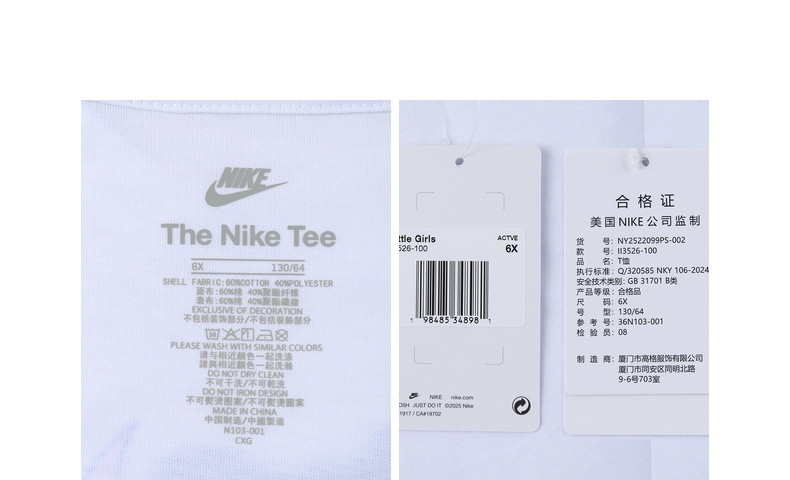 NIKE
The Nike Tee
6X 130/64
SHELL FABRIC:60%COTTON 40%POLYESTER
面布:60%棉 40%聚酯纤维
表布:60%棉 40%聚酯纖維
EXCLUSIVE OF DECORATION
不包括装饰部分/不包括裝飾部分
PLEASE WASH WITH SIMILAR COLORS
请与相近颜色一起洗涤
請與相近顏色一起洗滌
DO NOT DRY CLEAN
不可干洗/不可乾洗
DO NOT IRON DESIGN
不可熨烫图案/不可熨燙圖案
MADE IN CHINA
中国制造/中國製造
N103-001
CXG
ttle Girls ACTVE
526-100 6X
1 98485 34898 1
NIKE nike.com
OSH JUST DO IT ©2025 Nike
1917 / CA#18702
合格证
美国NIKE公司监制
货 号: NY2522099PS-002
款 号: II3526-100
品 名: T恤
执行标准: Q/320585 NKY 106-2024
安全技术类别: GB 31701 B类
产品等级: 合格品
尺 码: 6X
号 型: 130/64
参 考 号: 36N103-001
检 验 员: 08
制 造 商: 厦门市高格服饰有限公司
厦门市同安区同明北路
9-6号703室